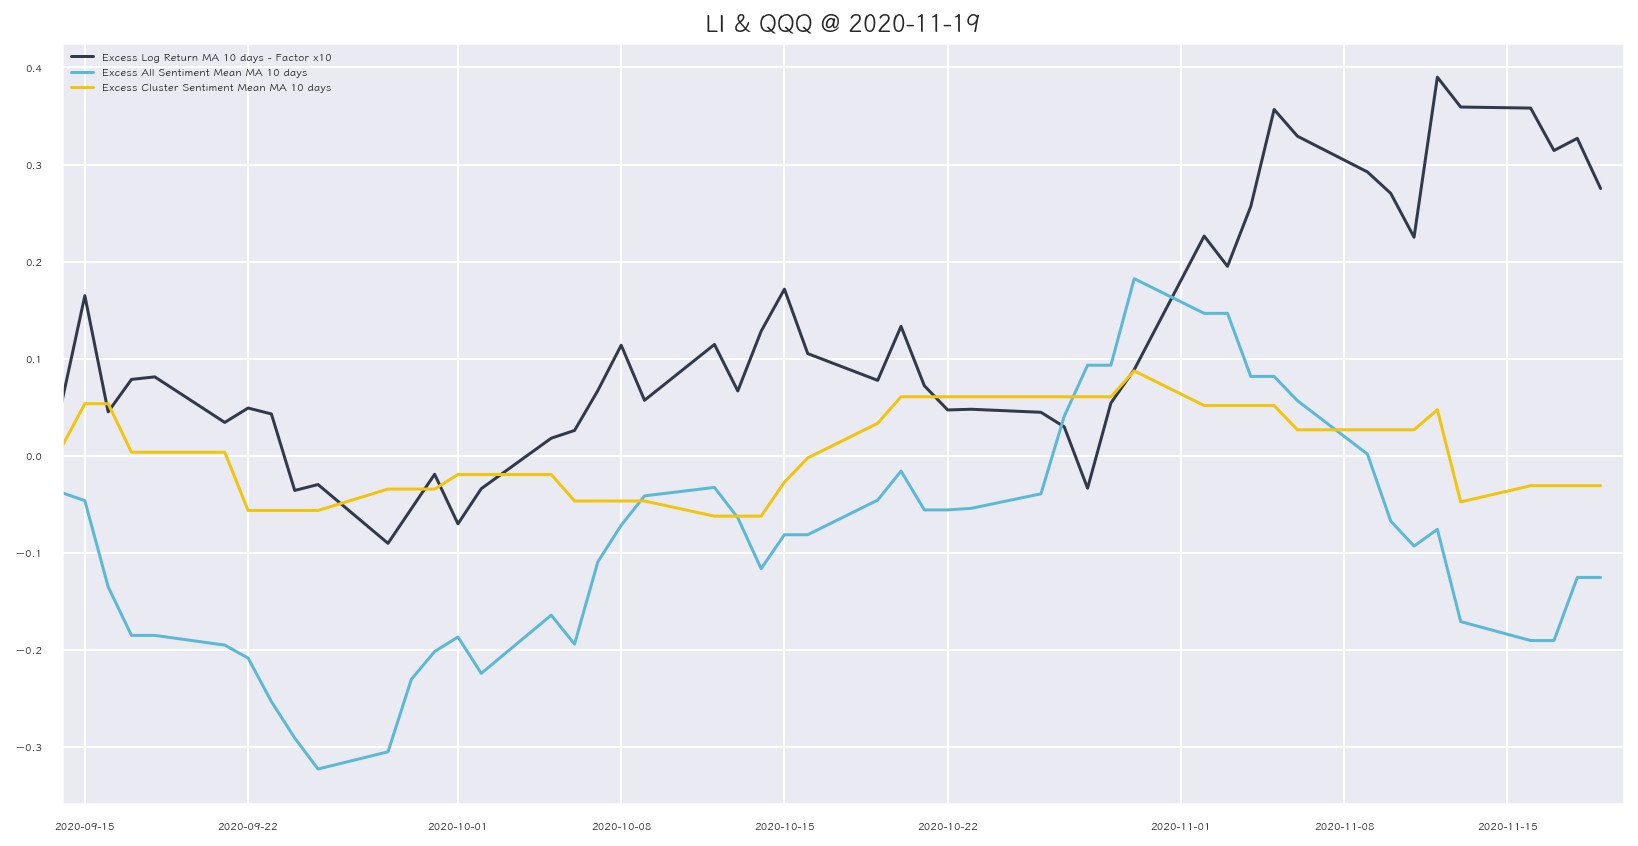 LI & QQQ @ 2020-11-19
Excess Log Return MA 10 days - Factor x10
Excess All Sentiment Mean MA 10 days
Excess Cluster Sentiment Mean MA 10 days
0.4
0.3
0.2
0.1
0.0
−0.1
−0.2
−0.3
2020-09-15 2020-09-22 2020-10-01 2020-10-08 2020-10-15 2020-10-22 2020-11-01 2020-11-08 2020-11-15